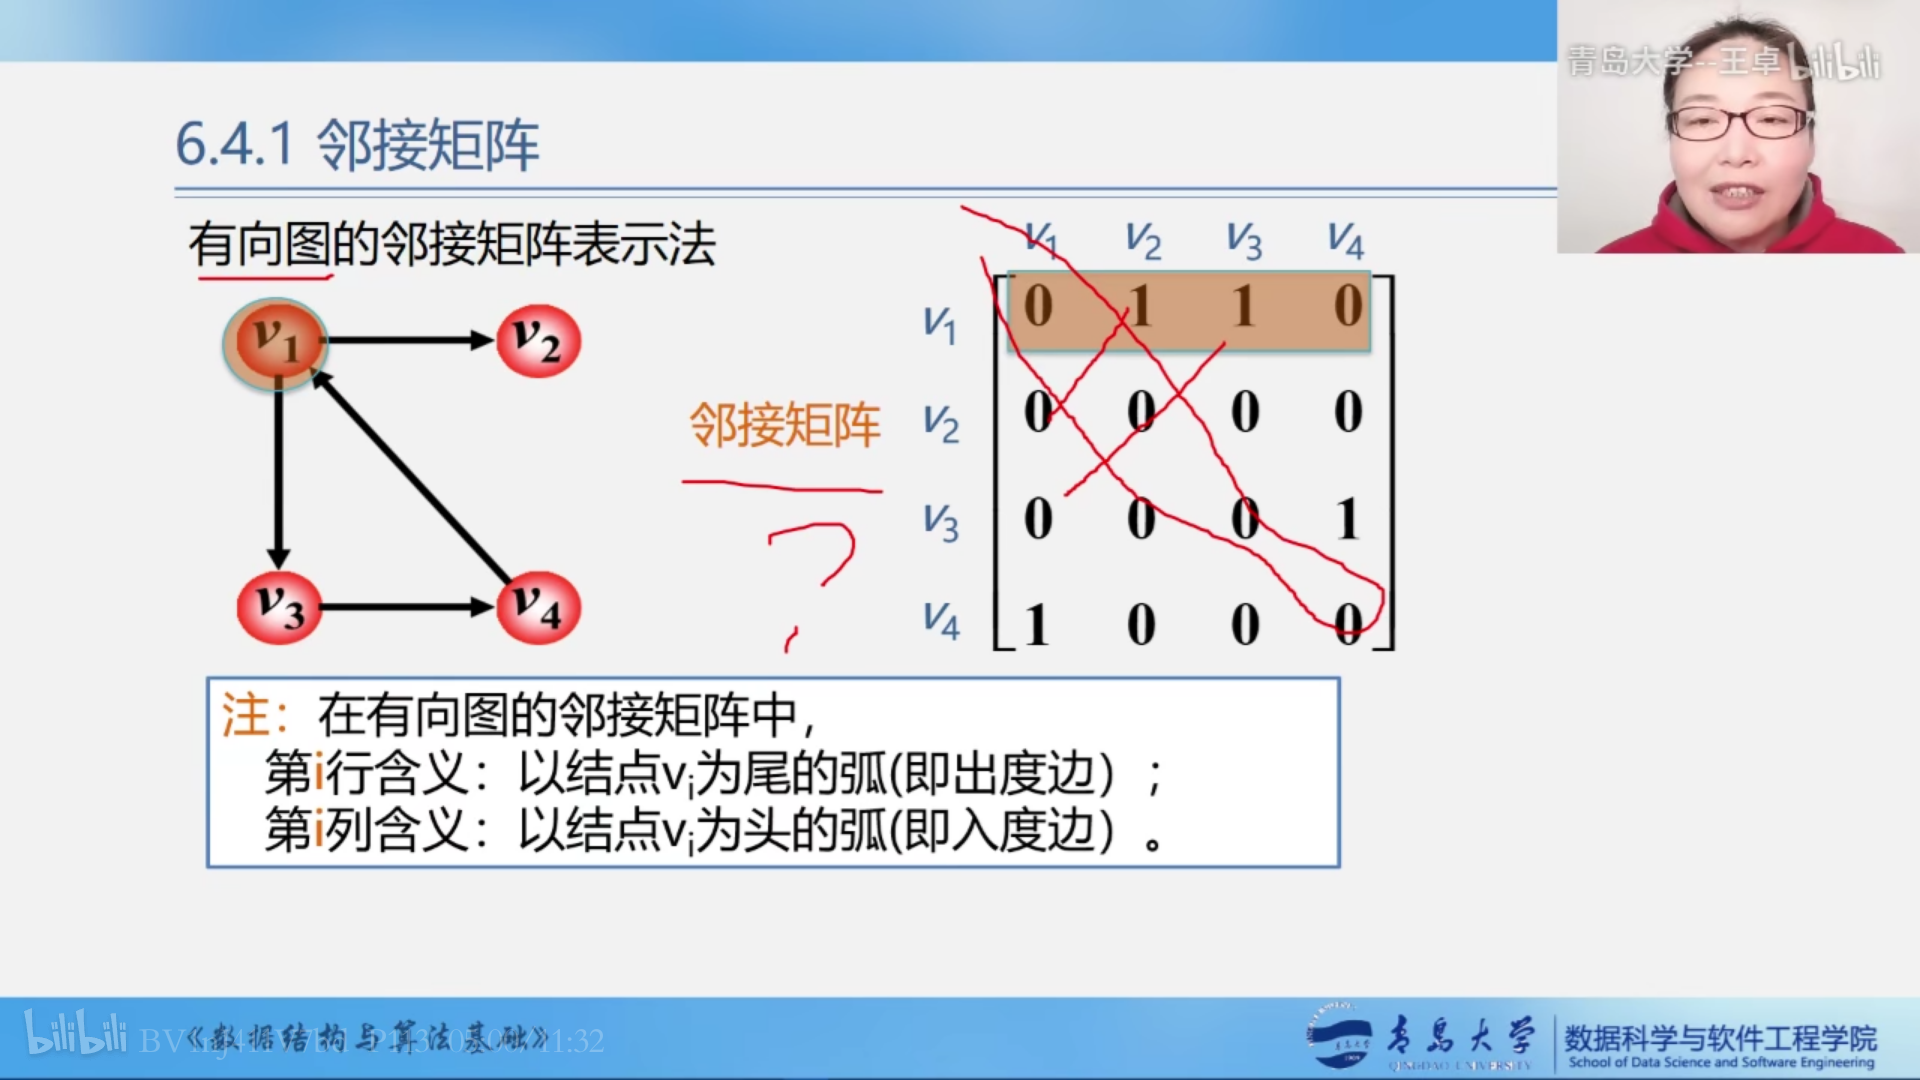 青岛大学--王卓 bilibili
6.4.1 邻接矩阵
有向图的邻接矩阵表示法
v1 v2 v3 v4
v1 0 1 1 0
v2 0 0 0 0
v3 0 0 0 1
v4 1 0 0 0
v1 v2
v3 v4
邻接矩阵
?
注：在有向图的邻接矩阵中，
第i行含义：以结点vi为尾的弧(即出度边）；
第i列含义：以结点vi为头的弧(即入度边）。
bilibili
《数据结构与算法基础》
11:32
青岛大学
QINGDAO UNIVERSITY
数据科学与软件工程学院
School of Data Science and Software Engineering